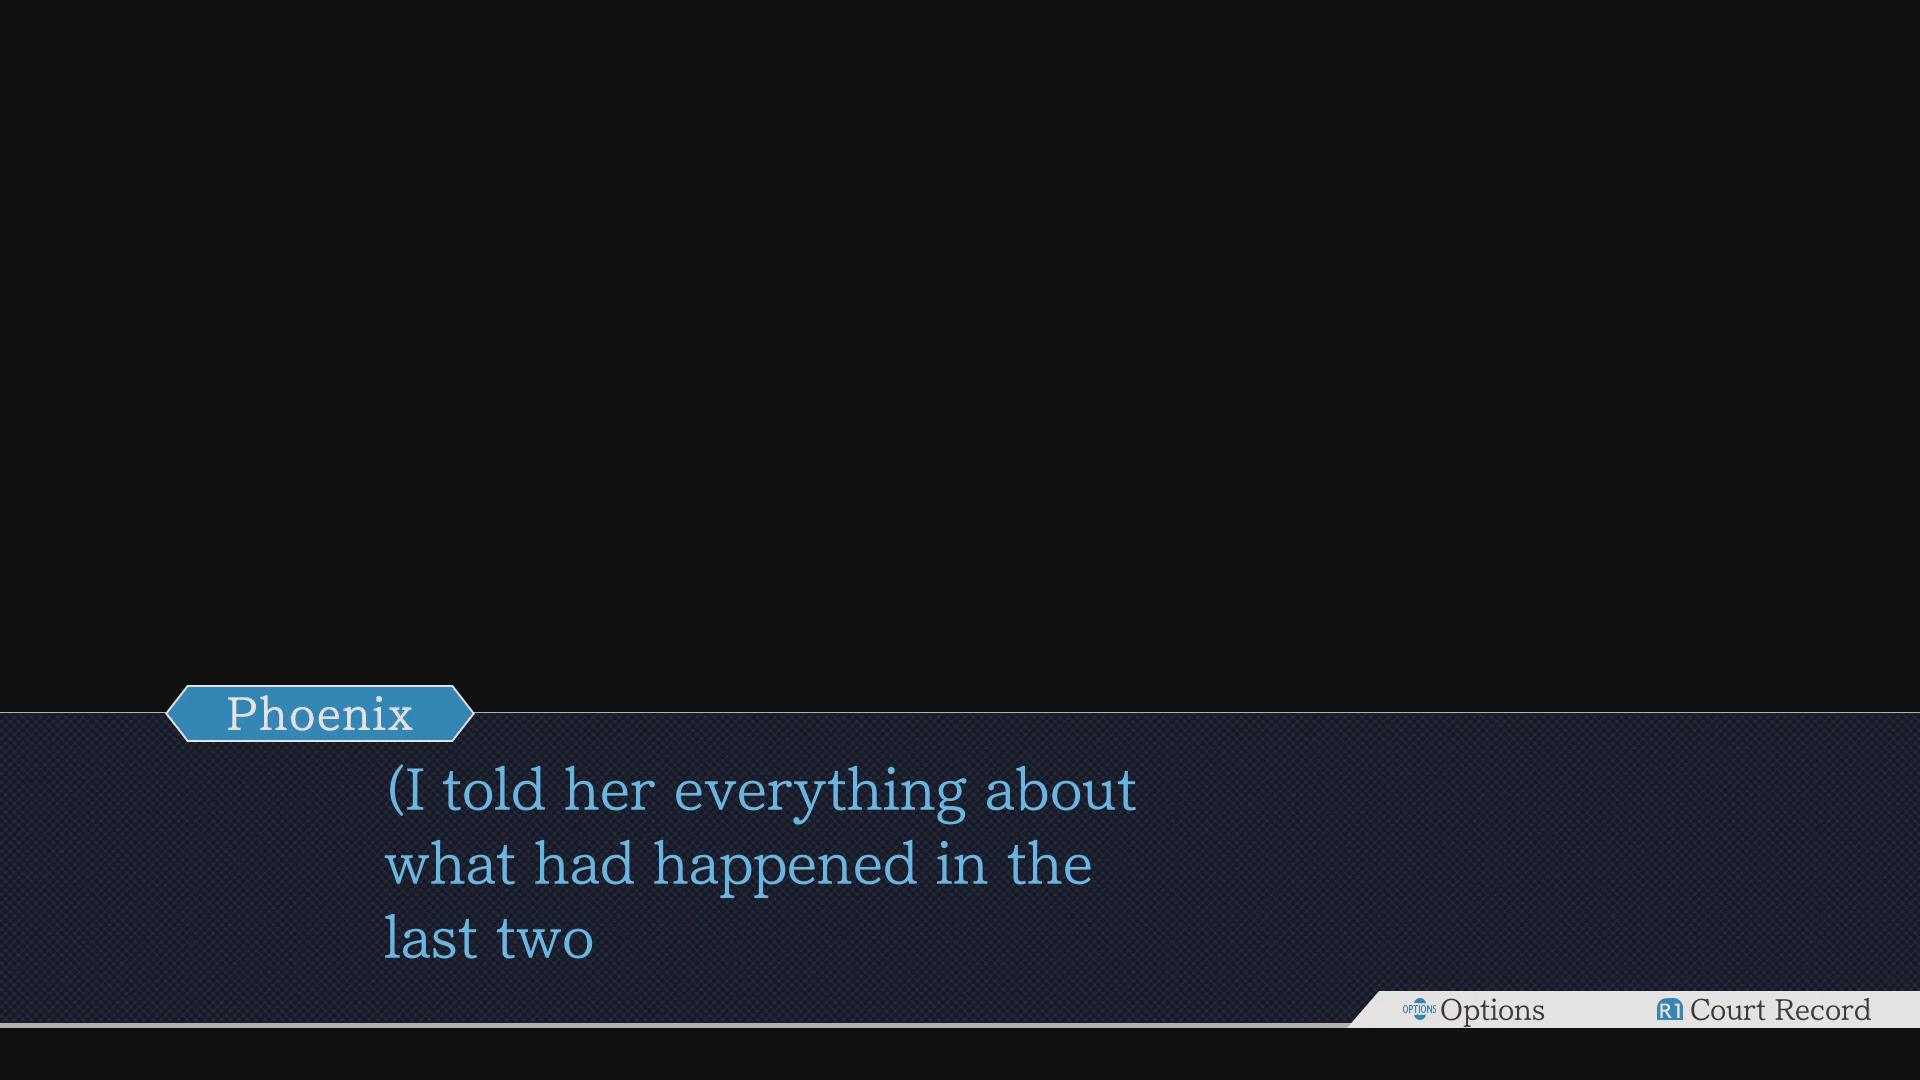 Phoenix
(I told her everything about
what had happened in the
last two
OPTIONS Options R1 Court Record